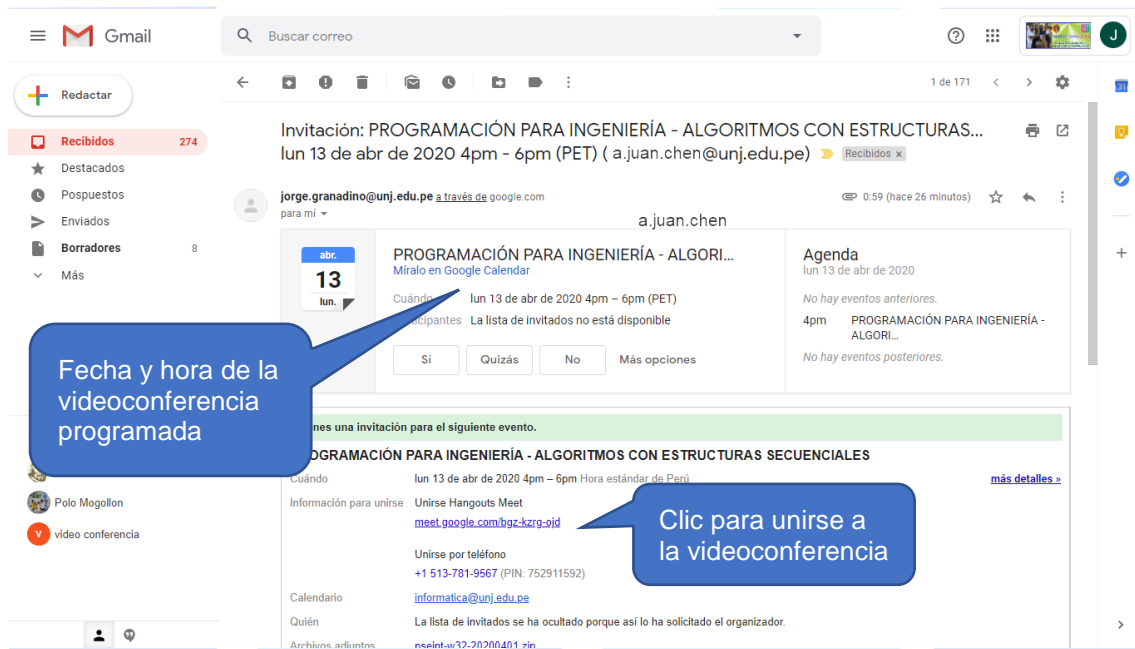 Gmail
Buscar correo
J
Redactar
1 de 171
31
Recibidos 274
Destacados
Pospuestos
Enviados
Borradores 8
Más
Invitación: PROGRAMACIÓN PARA INGENIERÍA - ALGORITMOS CON ESTRUCTURAS...
lun 13 de abr de 2020 4pm - 6pm (PET) ( a.juan.chen@unj.edu.pe) Recibidos x
jorge.granadino@unj.edu.pe a través de google.com 0:59 (hace 26 minutos)
para mí
a.juan.chen
abr.
13
lun.
PROGRAMACIÓN PARA INGENIERÍA - ALGORI...
Míralo en Google Calendar
Cuándo lun 13 de abr de 2020 4pm – 6pm (PET)
La lista de invitados no está disponible
Sí Quizás No Más opciones
Agenda
lun 13 de abr de 2020
No hay eventos anteriores.
4pm PROGRAMACIÓN PARA INGENIERÍA -
ALGORI...
No hay eventos posteriores.
Fecha y hora de la
videoconferencia
programada
una invitación para el siguiente evento.
PARA INGENIERÍA - ALGORITMOS CON ESTRUCTURAS SECUENCIALES
Cuándo lun 13 de abr de 2020 4pm – 6pm Hora estándar de Perú más detalles »
Información para unirse Unirse Hangouts Meet
meet.google.com/bgz-kzrg-ojd
Clic para unirse a
la videoconferencia
Unirse por teléfono
+1 513-781-9567 (PIN: 752911592)
Calendario informatica@unj.edu.pe
Quién La lista de invitados se ha ocultado porque así lo ha solicitado el organizador.
Archivos adjuntos pseint-w32-20200401.zip
Polo Mogollon
V video conferencia